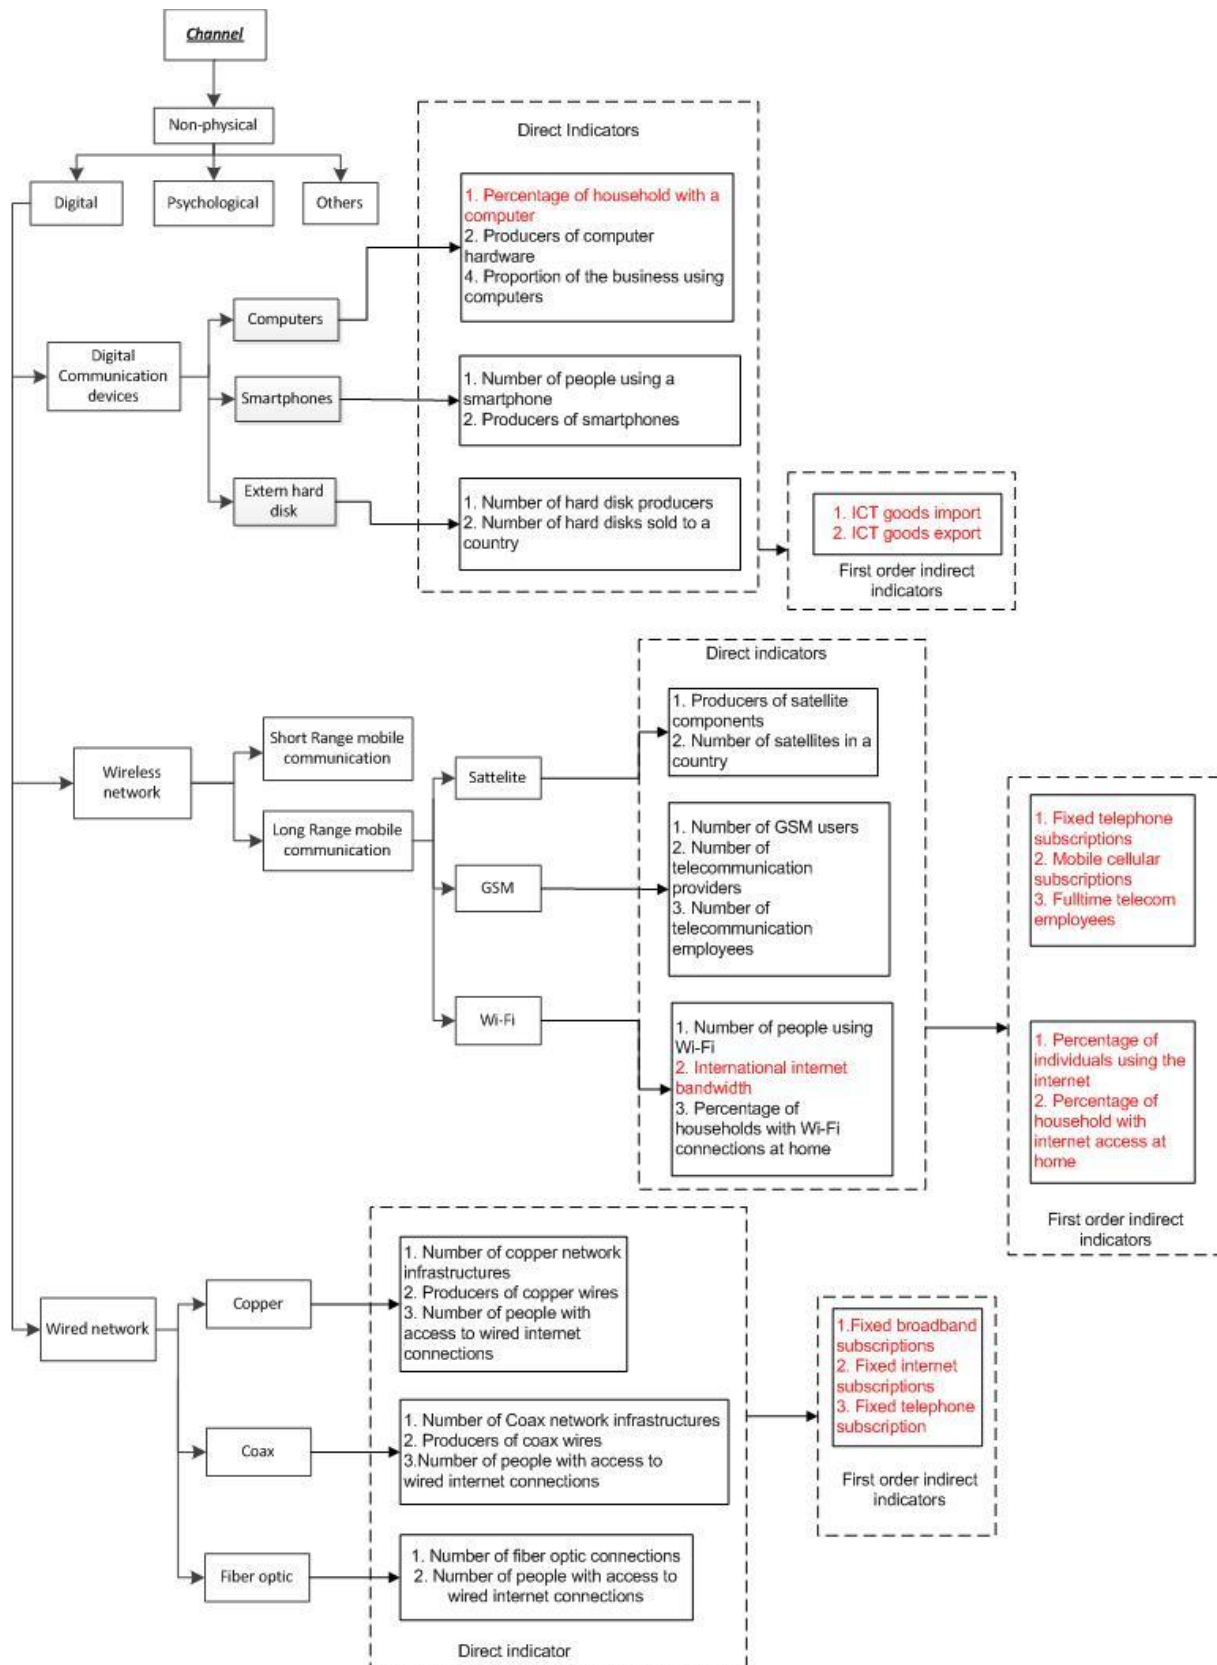 Channel
Non-physical
Digital
Psychological
Others
Direct Indicators
1. Percentage of household with a
computer
2. Producers of computer
hardware
4. Proportion of the business using
computers
Computers
Digital
Communication
devices
Smartphones
1. Number of people using a
smartphone
2. Producers of smartphones
Extern hard
disk
1. Number of hard disk producers
2. Number of hard disks sold to a
country
1. ICT goods import
2. ICT goods export
First order indirect
indicators
Direct indicators
1. Producers of satellite
components
2. Number of satellites in a
country
Short Range mobile
communication
Wireless
network
Sattelite
Long Range mobile
communication
1. Number of GSM users
2. Number of
telecommunication
providers
3. Number of
telecommunication
employees
GSM
1. Fixed telephone
subscriptions
2. Mobile cellular
subscriptions
3. Fulltime telecom
employees
Wi-Fi
1. Number of people using
Wi-Fi
2. International internet
bandwidth
3. Percentage of
households with Wi-Fi
connections at home
1. Percentage of
individuals using the
internet
2. Percentage of
household with
internet access at
home
First order indirect
indicators
Wired network
Copper
1. Number of copper network
infrastructures
2. Producers of copper wires
3. Number of people with
access to wired internet
connections
1.Fixed broadband
subscriptions
2. Fixed internet
subscriptions
3. Fixed telephone
subscription
First order indirect
indicators
Coax
1. Number of Coax network infrastructures
2. Producers of coax wires
3.Number of people with access to
wired internet connections
Fiber optic
1. Number of fiber optic connections
2. Number of people with access to
wired internet connections
Direct indicator